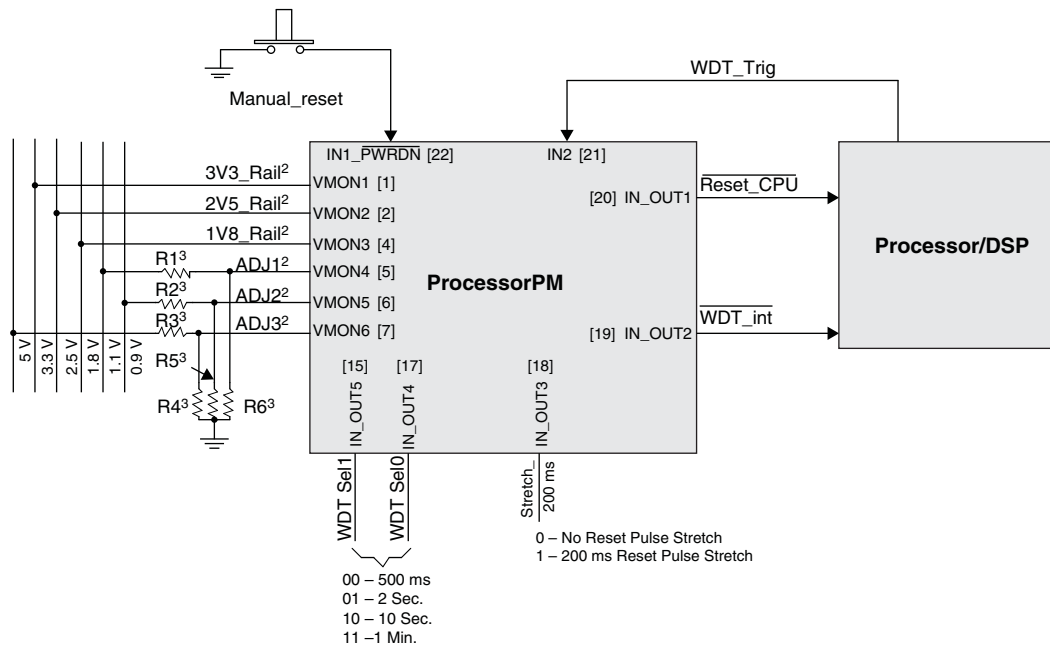 Manual_reset
WDT_Trig
IN1_PWRDN [22]
IN2 [21]
3V3_Rail²
VMON1 [1]
2V5_Rail²
VMON2 [2]
1V8_Rail²
VMON3 [4]
R1³
ADJ1²
VMON4 [5]
R2³
ADJ2²
VMON5 [6]
R3³
ADJ3²
VMON6 [7]
ProcessorPM
[20] IN_OUT1
Reset_CPU
Processor/DSP
[19] IN_OUT2
WDT_int
5 V
3.3 V
2.5 V
1.8 V
1.1 V
0.9 V
R5³
R4³
R6³
[15]
IN_OUT5
[17]
IN_OUT4
[18]
IN_OUT3
WDT Sel1
WDT Sel0
Stretch_
200 ms
0 – No Reset Pulse Stretch
1 – 200 ms Reset Pulse Stretch
00 – 500 ms
01 – 2 Sec.
10 – 10 Sec.
11 –1 Min.